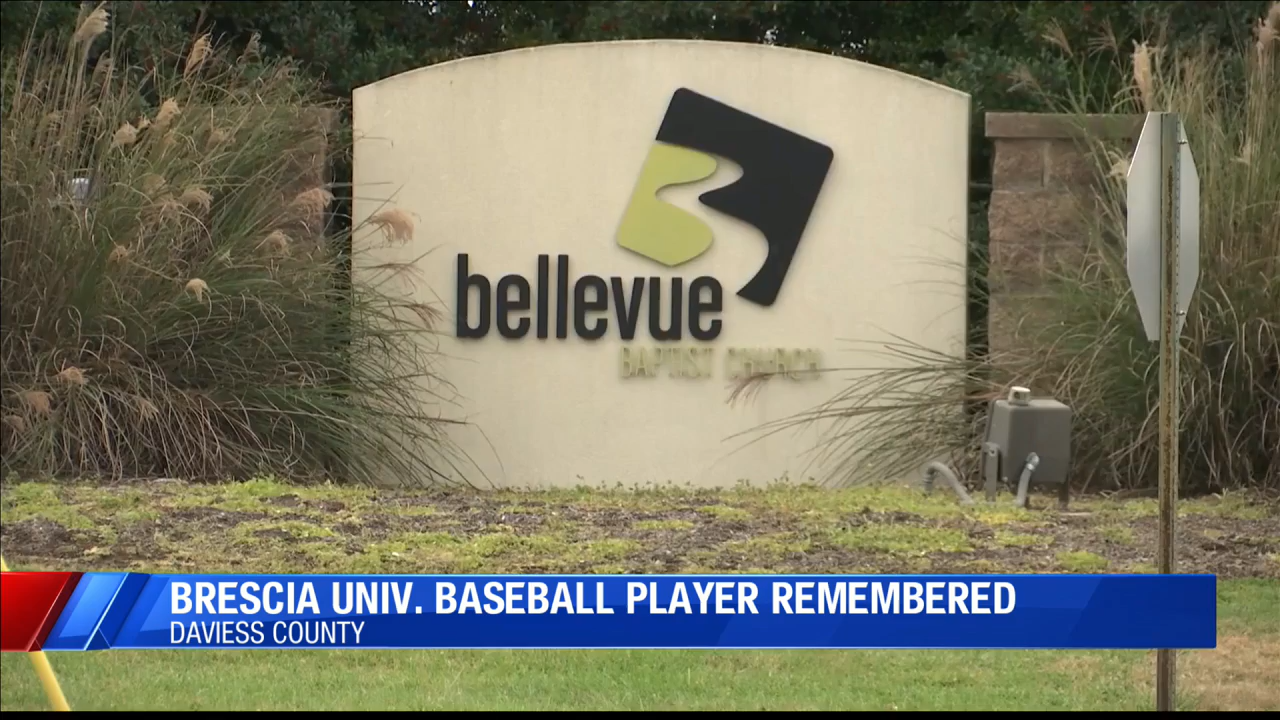 bellevue
BAPTIST CHURCH
BRESCIA UNIV. BASEBALL PLAYER REMEMBERED
DAVIESS COUNTY